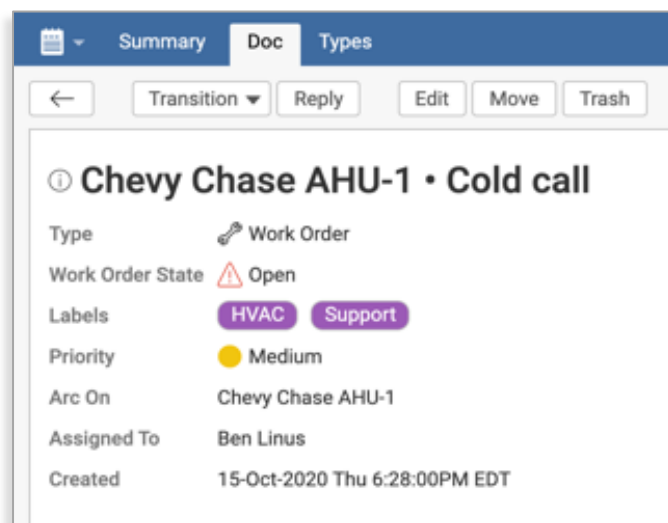 Summary Doc Types
← Transition Reply Edit Move Trash
Chevy Chase AHU-1 • Cold call
Type Work Order
Work Order State Open
Labels HVAC Support
Priority Medium
Arc On Chevy Chase AHU-1
Assigned To Ben Linus
Created 15-Oct-2020 Thu 6:28:00PM EDT